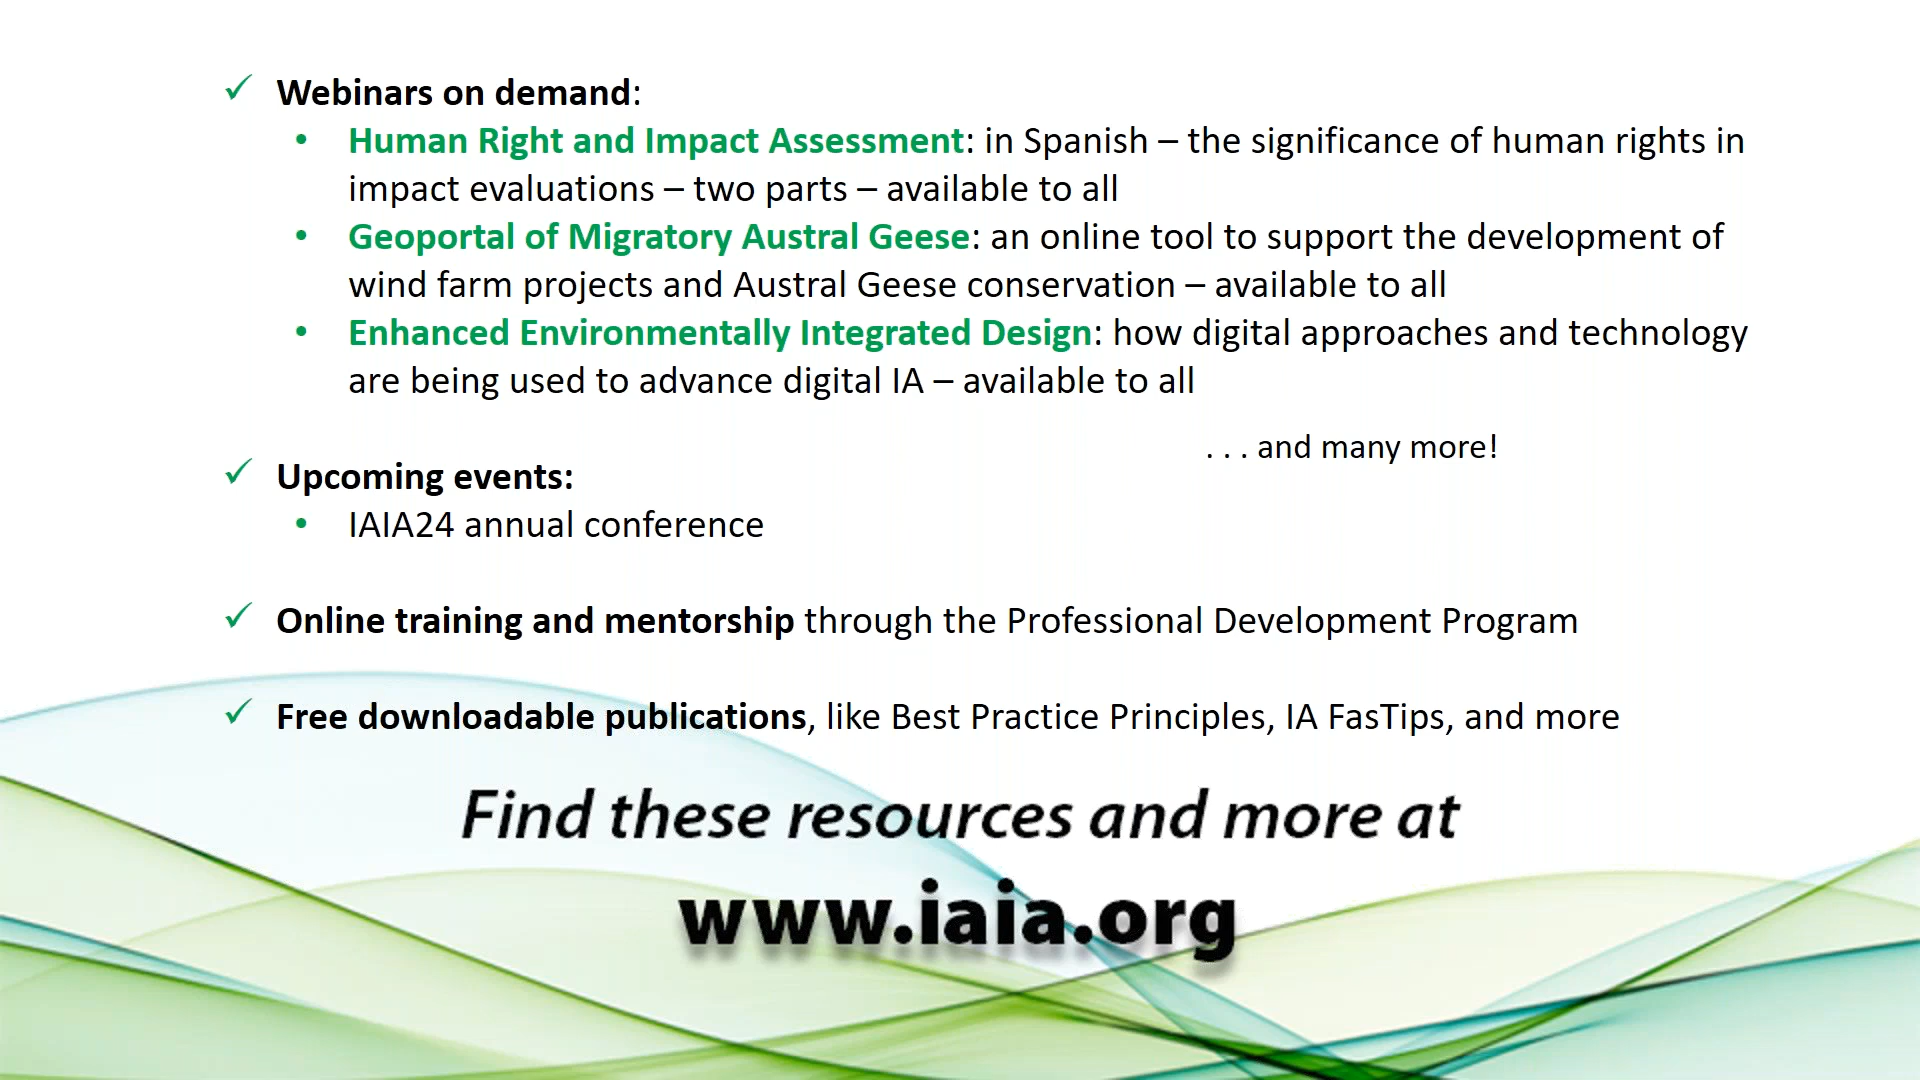 ✓ Webinars on demand:
• Human Right and Impact Assessment: in Spanish – the significance of human rights in
impact evaluations – two parts – available to all
• Geoportal of Migratory Austral Geese: an online tool to support the development of
wind farm projects and Austral Geese conservation – available to all
• Enhanced Environmentally Integrated Design: how digital approaches and technology
are being used to advance digital IA – available to all
. . . and many more!
✓ Upcoming events:
• IAIA24 annual conference
✓ Online training and mentorship through the Professional Development Program
✓ Free downloadable publications, like Best Practice Principles, IA FasTips, and more
Find these resources and more at
www.iaia.org